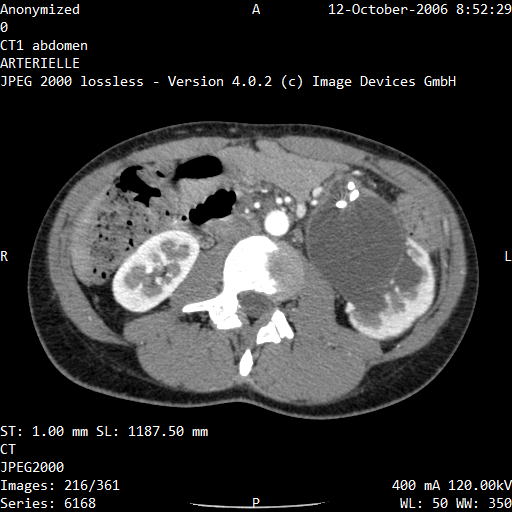 Anonymized A 12-October-2006 8:52:29
0
CT1 abdomen
ARTERIELLE
JPEG 2000 lossless - Version 4.0.2 (c) Image Devices GmbH
R L
ST: 1.00 mm SL: 1187.50 mm
CT
JPEG2000
Images: 216/361 400 mA 120.00kV
Series: 6168 P WL: 50 WW: 350